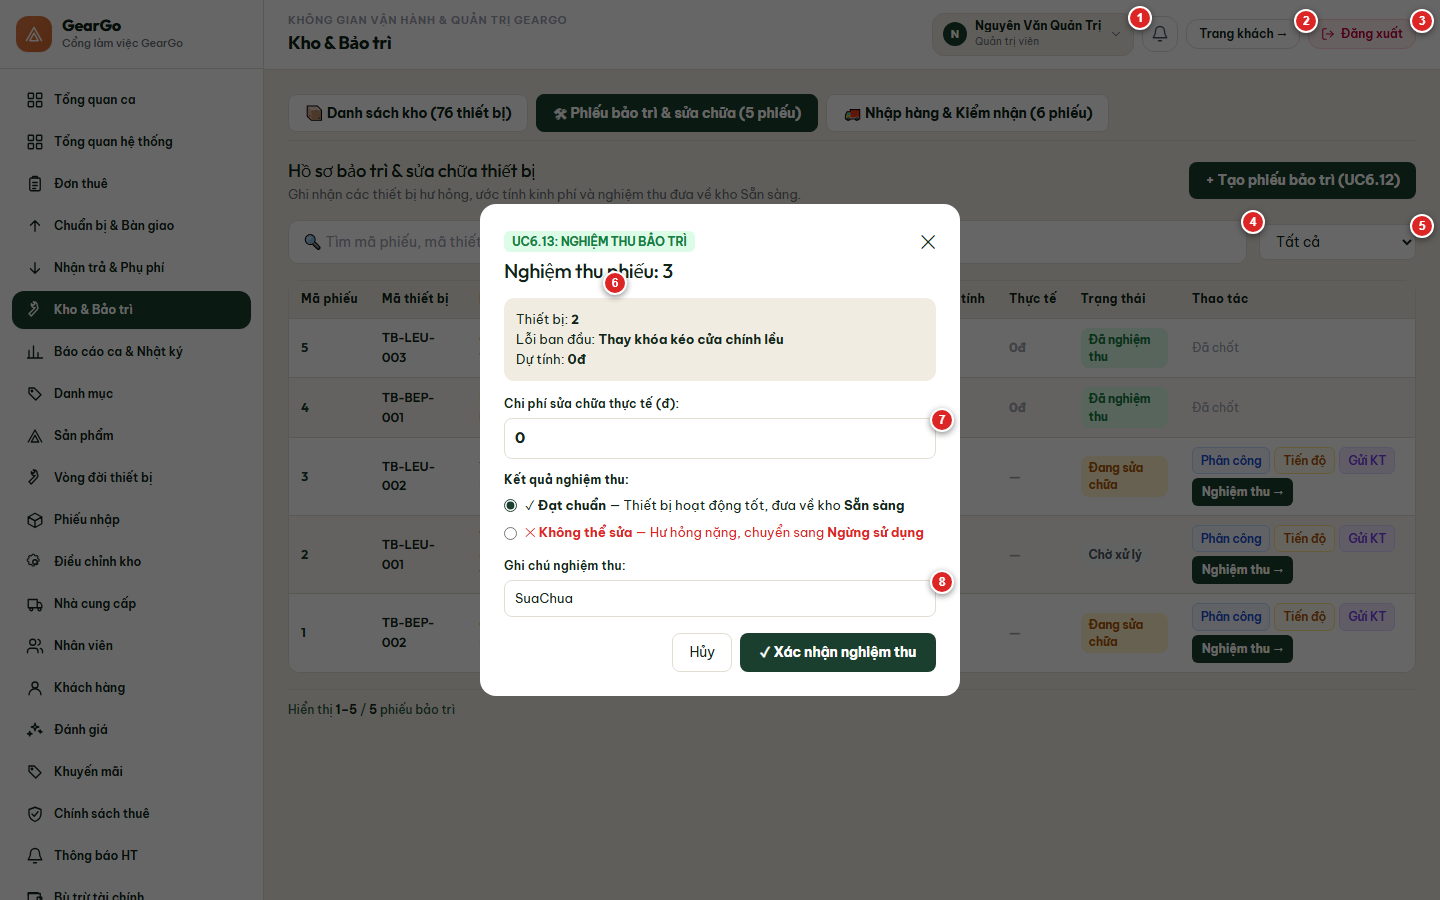 GearGo
Cổng làm việc GearGo
KHÔNG GIAN VẬN HÀNH & QUẢN TRỊ GEARGO
Kho & Bảo trì
N
Nguyễn Văn Quản Trị
Quản trị viên
1
Trang khách →
2
Đăng xuất
3
Tổng quan ca
Tổng quan hệ thống
Đơn thuê
Chuẩn bị & Bàn giao
Nhận trả & Phụ phí
Kho & Bảo trì
Báo cáo ca & Nhật ký
Danh mục
Sản phẩm
Vòng đời thiết bị
Phiếu nhập
Điều chỉnh kho
Nhà cung cấp
Nhân viên
Khách hàng
Đánh giá
Khuyến mãi
Chính sách thuê
Thông báo HT
Bù trừ tài chính
Danh sách kho (76 thiết bị)
Phiếu bảo trì & sửa chữa (5 phiếu)
Nhập hàng & Kiểm nhận (6 phiếu)
Hồ sơ bảo trì & sửa chữa thiết bị
Ghi nhận các thiết bị hư hỏng, ước tính kinh phí và nghiệm thu đưa về kho Sẵn sàng.
+ Tạo phiếu bảo trì (UC6.12)
Tìm mã phiếu, mã thiết
4
Tất cả
5
Mã phiếu Mã thiết bị tính Thực tế Trạng thái Thao tác
5 TB-LEU-003 0đ Đã nghiệm thu Đã chốt
4 TB-BEP-001 0đ Đã nghiệm thu Đã chốt
3 TB-LEU-002 — Đang sửa chữa Phân công Tiến độ Gửi KT
Nghiệm thu →
2 TB-LEU-001 — Chờ xử lý Phân công Tiến độ Gửi KT
Nghiệm thu →
1 TB-BEP-002 — Đang sửa chữa Phân công Tiến độ Gửi KT
Nghiệm thu →
Hiển thị 1–5 / 5 phiếu bảo trì
UC6.13: NGHIỆM THU BẢO TRÌ
Nghiệm thu phiếu: 3
6
Thiết bị: 2
Lỗi ban đầu: Thay khóa kéo cửa chính lều
Dự tính: 0đ
Chi phí sửa chữa thực tế (đ):
7
0
Kết quả nghiệm thu:
✓ Đạt chuẩn — Thiết bị hoạt động tốt, đưa về kho Sẵn sàng
✕ Không thể sửa — Hư hỏng nặng, chuyển sang Ngừng sử dụng
Ghi chú nghiệm thu:
8
SuaChua
Hủy
✓ Xác nhận nghiệm thu